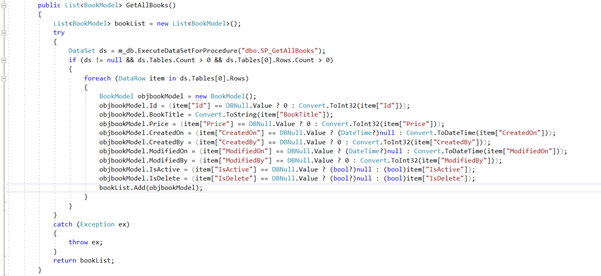 public List<BookModel> GetAllBooks()
{
List<BookModel> bookList = new List<BookModel>();
try
{
DataSet ds = m_db.ExecuteDataSetForProcedure("dbo.SP_GetAllBooks");
if (ds != null && ds.Tables.Count > 0 && ds.Tables[0].Rows.Count > 0)
{
foreach (DataRow item in ds.Tables[0].Rows)
{
BookModel objbookModel = new BookModel();
objbookModel.Id = (item["Id"] == DBNull.Value ? 0 : Convert.ToInt32(item["Id"]));
objbookModel.BookTitle = Convert.ToString(item["BookTitle"]);
objbookModel.Price = (item["Price"] == DBNull.Value ? 0 : Convert.ToInt32(item["Price"]));
objbookModel.CreatedOn = (item["CreatedOn"] == DBNull.Value ? (DateTime?)null : Convert.ToDateTime(item["CreatedOn"]));
objbookModel.CreatedBy = (item["CreatedBy"] == DBNull.Value ? 0 : Convert.ToInt32(item["CreatedBy"]));
objbookModel.ModifiedOn = (item["ModifiedOn"] == DBNull.Value ? (DateTime?)null : Convert.ToDateTime(item["ModifiedOn"]));
objbookModel.ModifiedBy = (item["ModifiedBy"] == DBNull.Value ? 0 : Convert.ToInt32(item["ModifiedBy"]));
objbookModel.IsActive = (item["IsActive"] == DBNull.Value ? (bool?)null : (bool)item["IsActive"]);
objbookModel.IsDelete = (item["IsDelete"] == DBNull.Value ? (bool?)null : (bool)item["IsDelete"]);
bookList.Add(objbookModel);
}
}
}
catch (Exception ex)
{
throw ex;
}
return bookList;
}